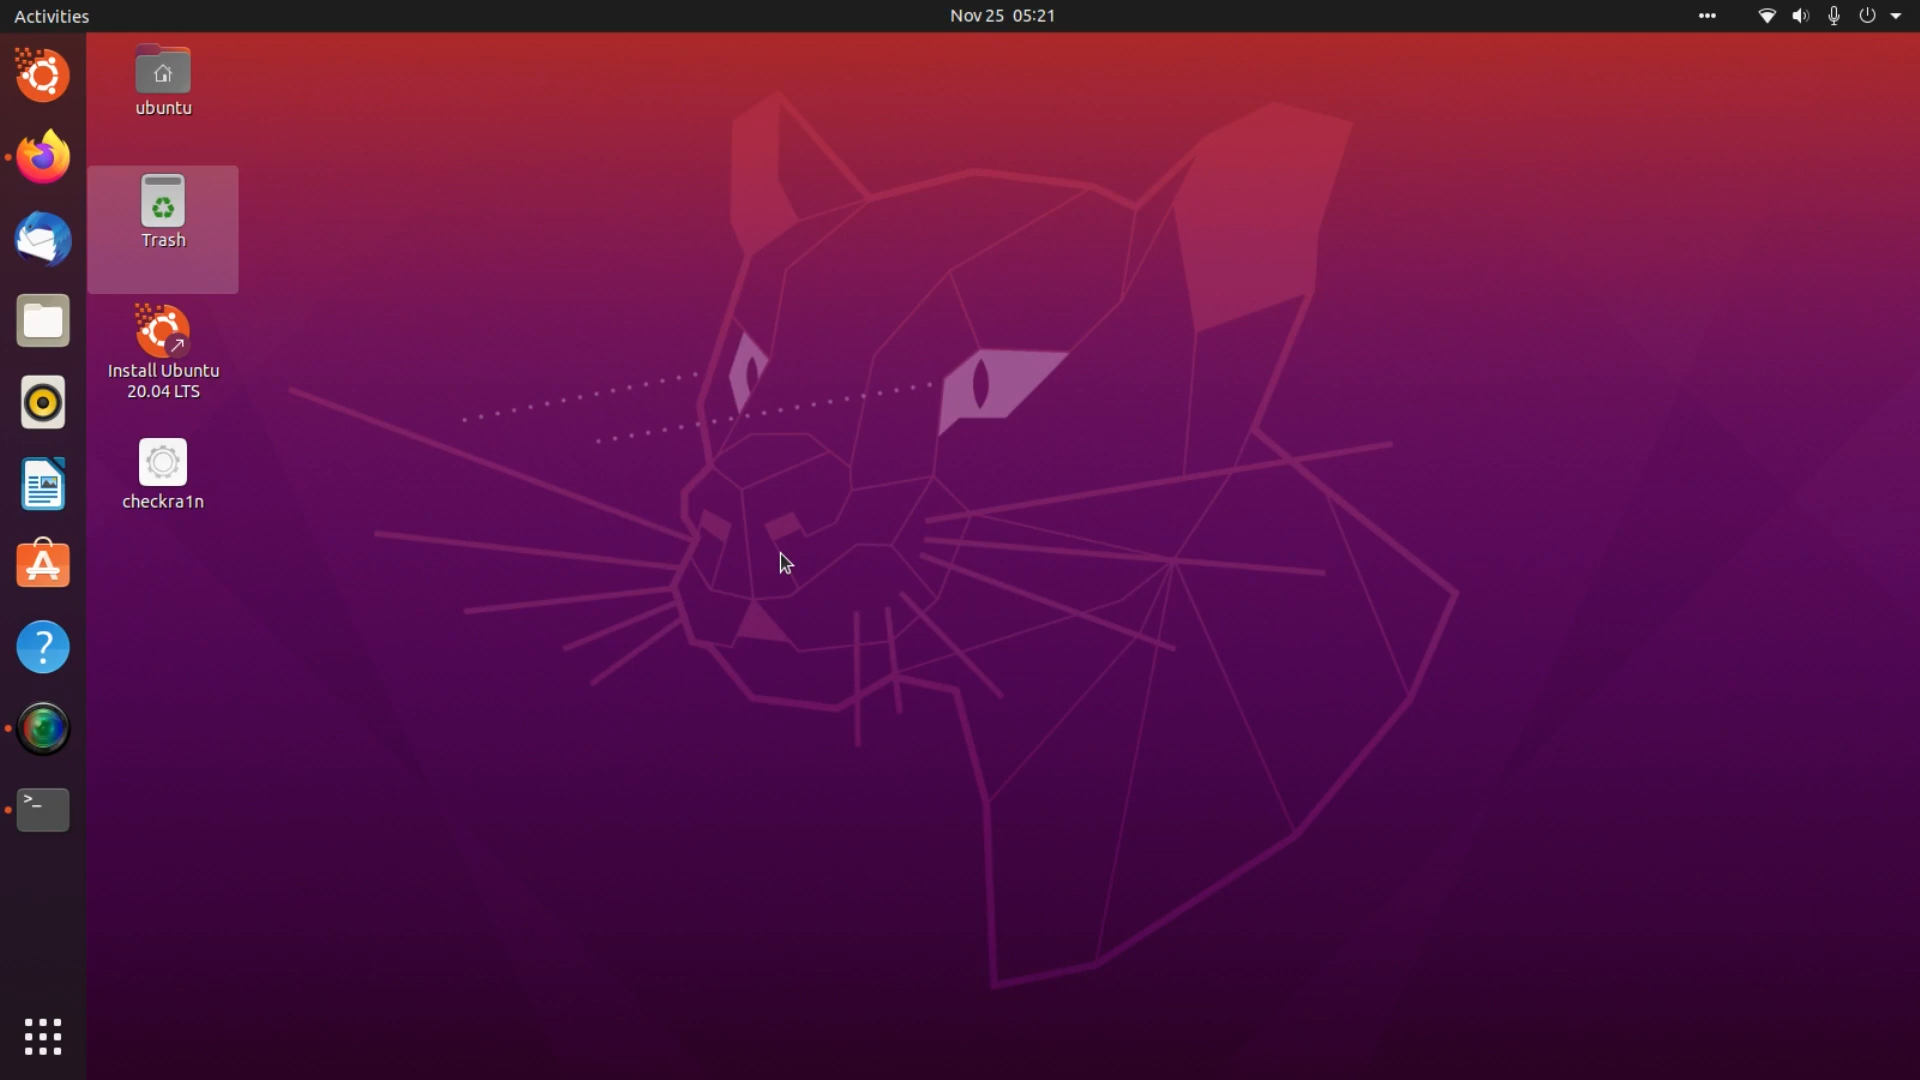 Activities
Nov 25 05:21
ubuntu
Trash
Install Ubuntu
20.04 LTS
checkra1n